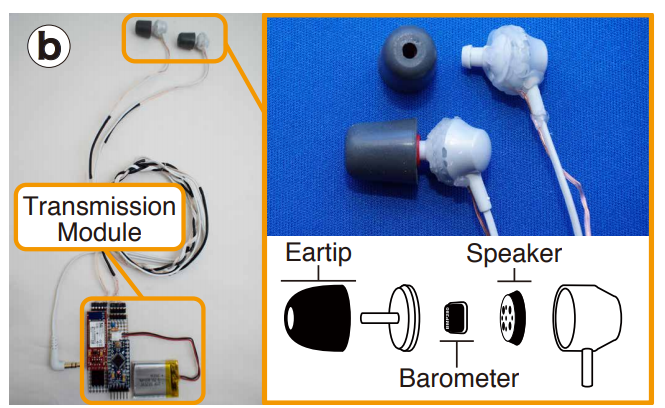 b
Transmission
Module
Eartip
Speaker
Barometer